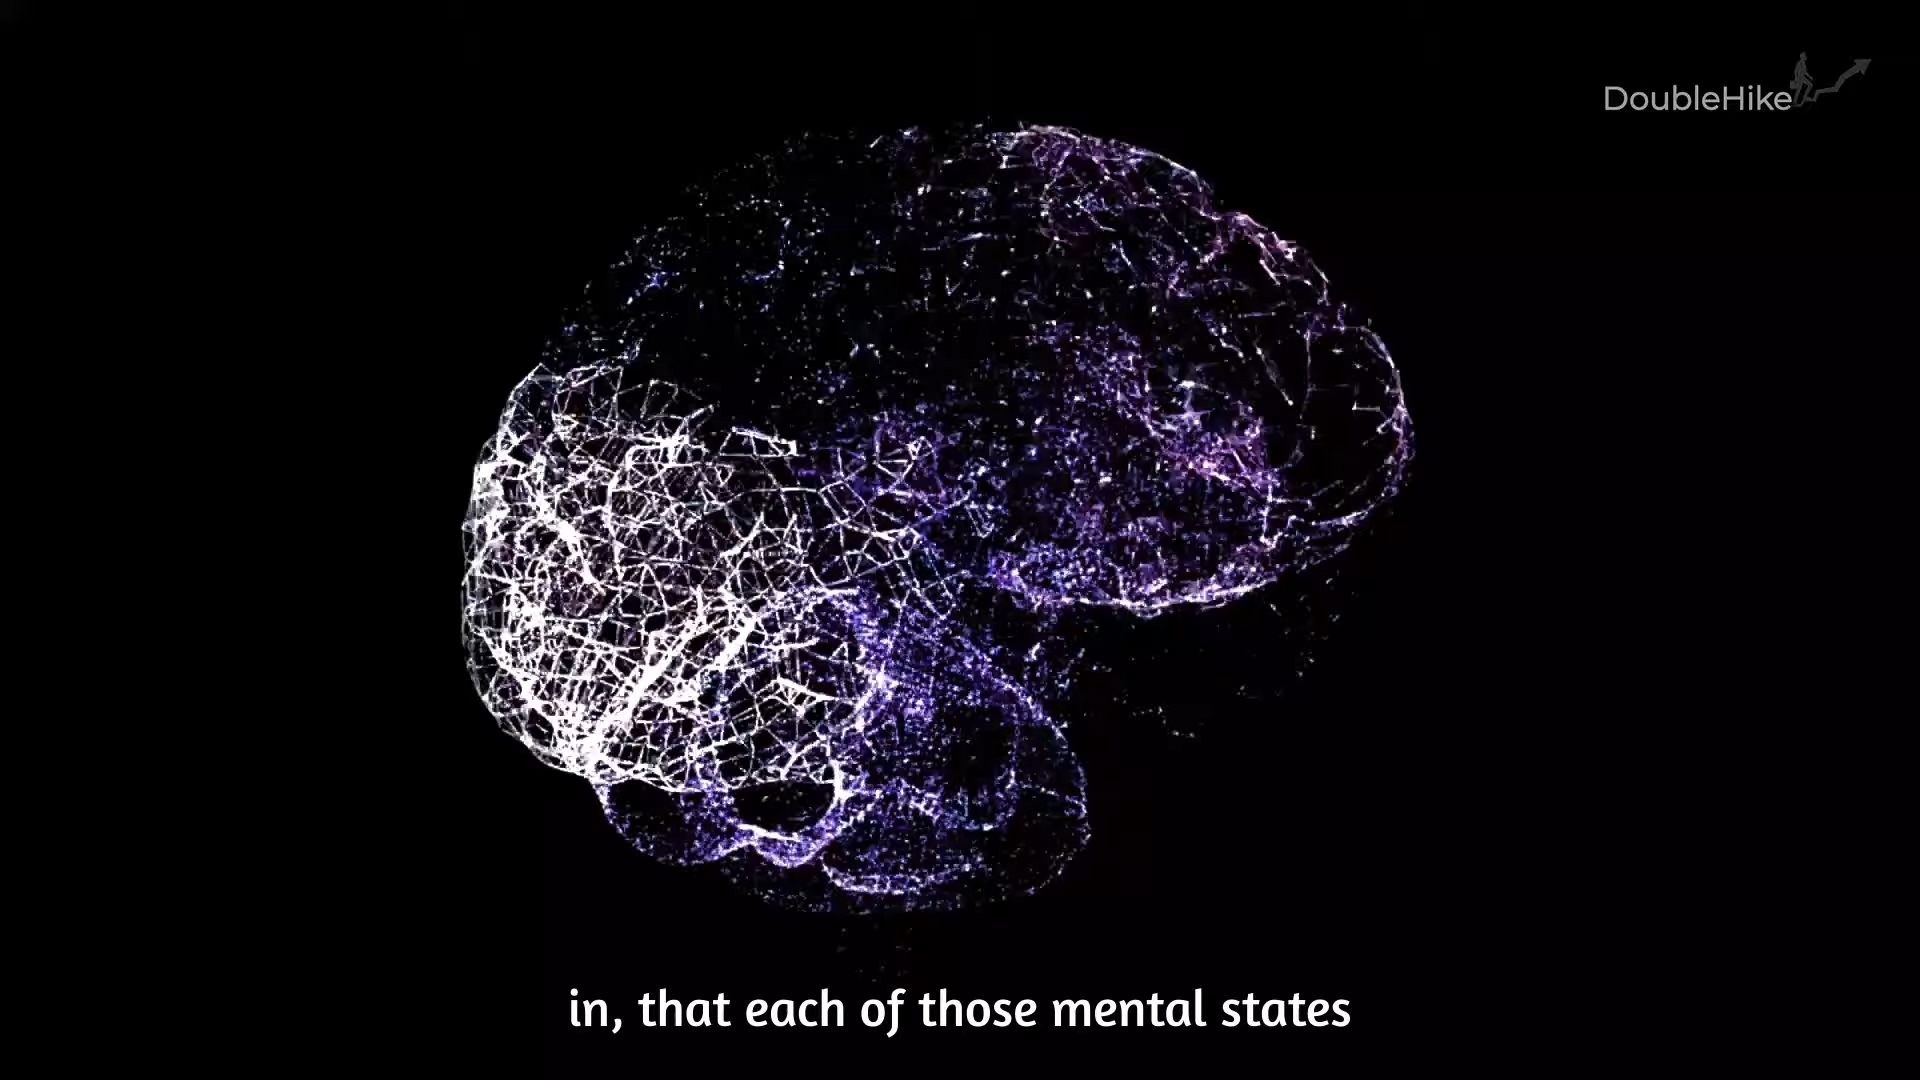 DoubleHike
in, that each of those mental states